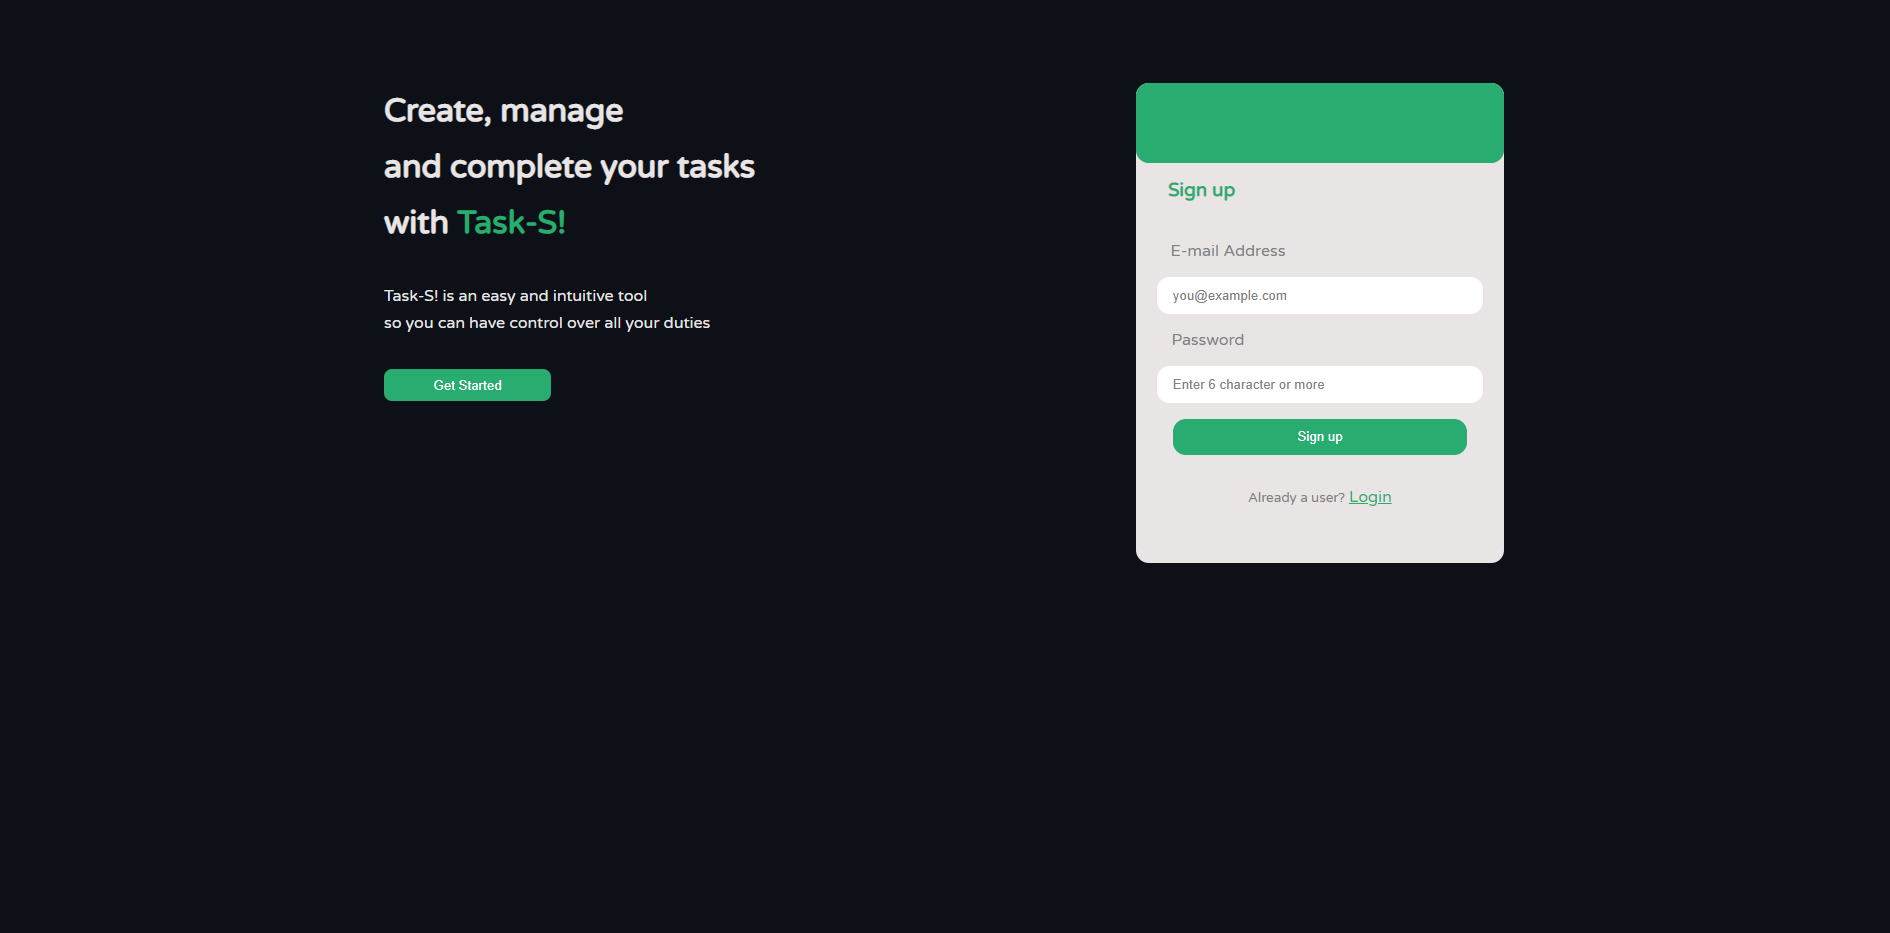 Create, manage
and complete your tasks
with Task-S!
Task-S! is an easy and intuitive tool
so you can have control over all your duties
Get Started
Sign up
E-mail Address
you@example.com
Password
Enter 6 character or more
Sign up
Already a user? Login